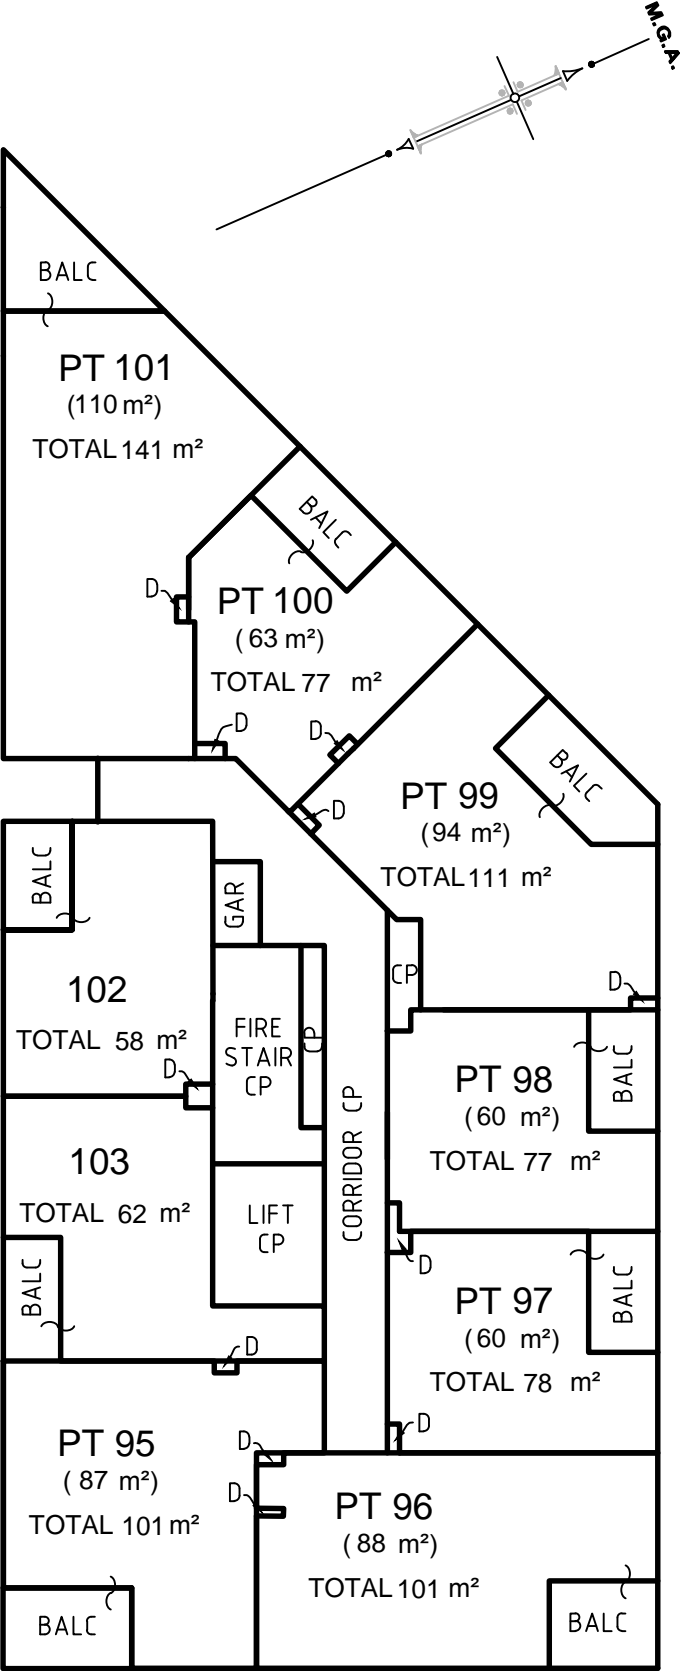 M.G.A.
BALC
PT 101
(110 m²)
TOTAL 141 m²
BALC
D
PT 100
(63 m²)
TOTAL 77 m²
D
D
BALC
PT 99
(94 m²)
TOTAL 111 m²
D
BALC
GAR
CP
D
102
TOTAL 58 m²
D
FIRE
STAIR
CP
CP
CORRIDOR CP
PT 98
(60 m²)
TOTAL 77 m²
BALC
103
TOTAL 62 m²
LIFT
CP
BALC
D
PT 97
(60 m²)
TOTAL 78 m²
BALC
D
D
PT 95
(87 m²)
TOTAL 101 m²
D
D
PT 96
(88 m²)
TOTAL 101 m²
BALC
BALC